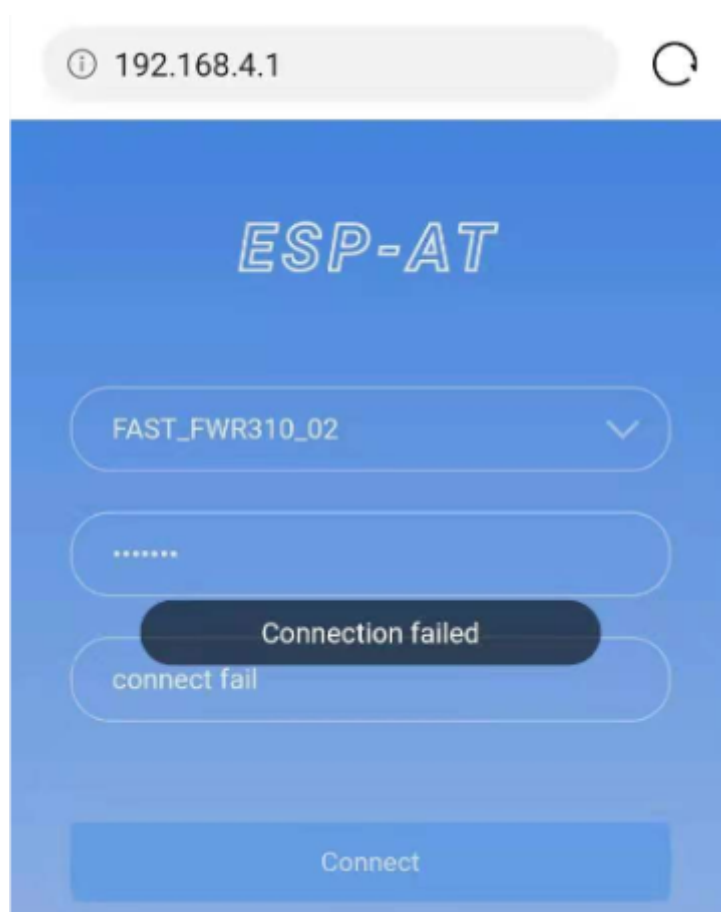 192.168.4.1
ESP-AT
FAST_FWR310_02
•••••••
Connection failed
connect fail
Connect